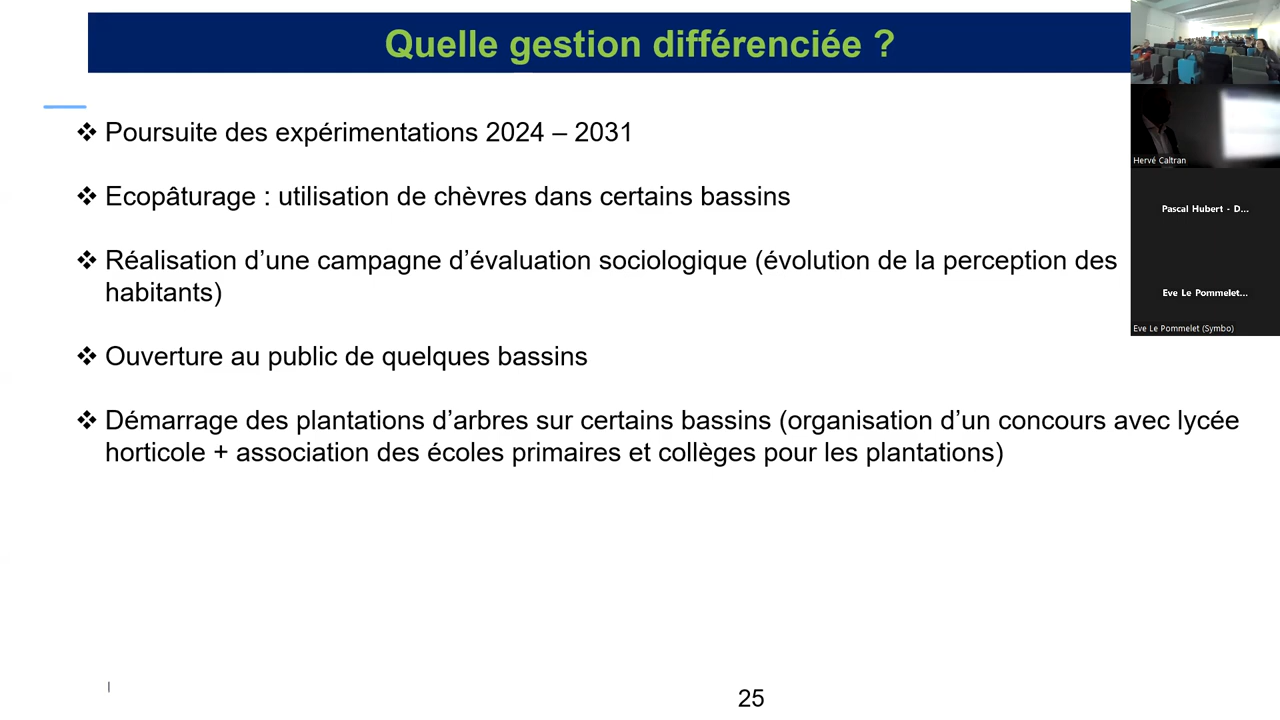 Quelle gestion différenciée ?
❖ Poursuite des expérimentations 2024 – 2031
❖ Ecopâturage : utilisation de chèvres dans certains bassins
❖ Réalisation d’une campagne d’évaluation sociologique (évolution de la perception des
habitants)
❖ Ouverture au public de quelques bassins
❖ Démarrage des plantations d’arbres sur certains bassins (organisation d’un concours avec lycée
horticole + association des écoles primaires et collèges pour les plantations)
25
Hervé Caltran
Pascal Hubert - D...
Eve Le Pommelet...
Eve Le Pommelet (Symbo)